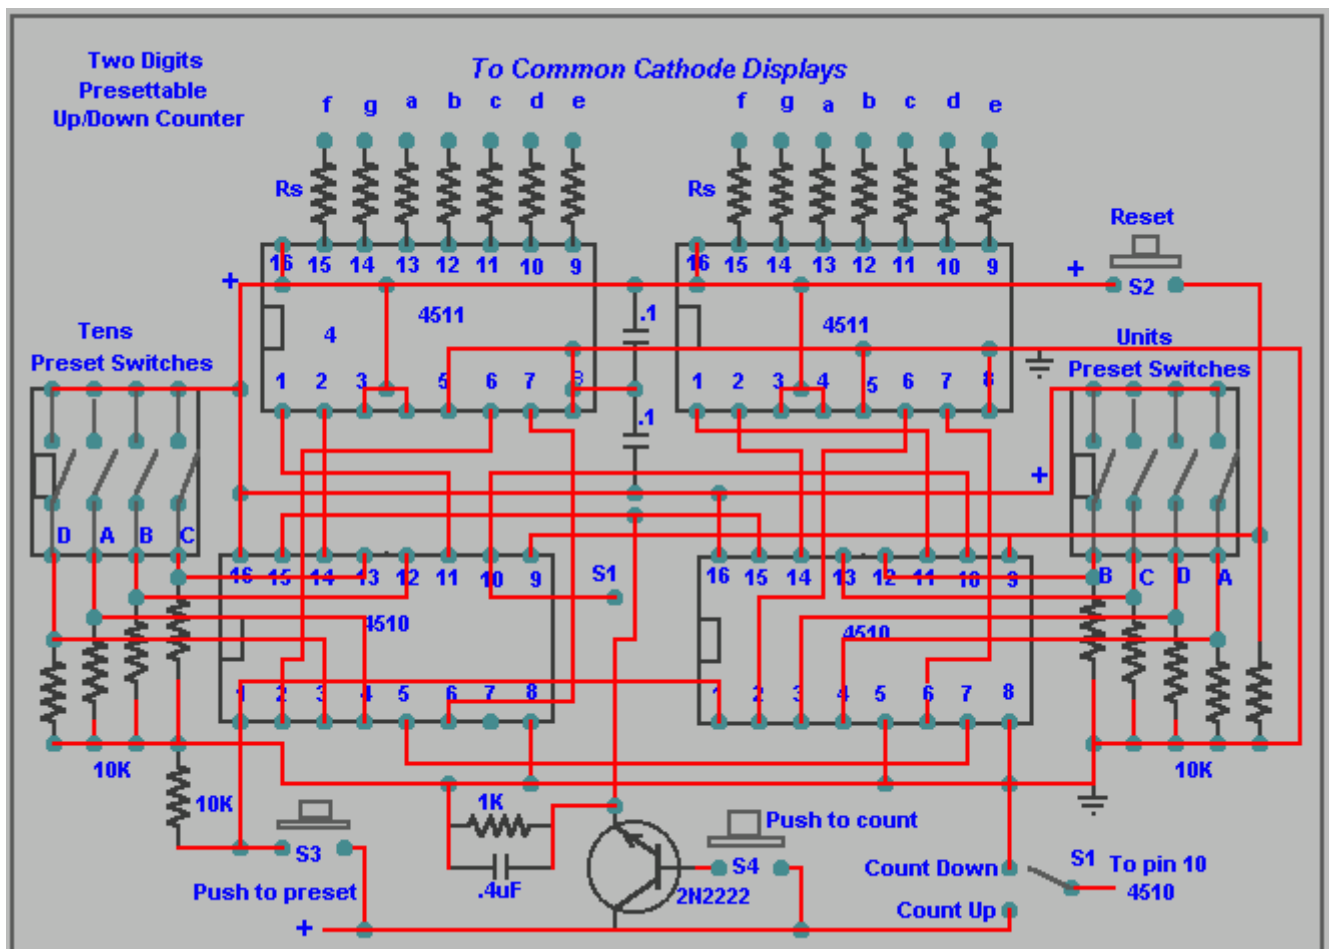 Two Digits
Presettable
Up/Down Counter
To Common Cathode Displays
f g a b c d e
f g a b c d e
Rs
Rs
Reset
16 15 14 13 12 11 10 9
16 15 14 13 12 11 10 9
+
+
S2
4511
4
4511
.1
Tens
Preset Switches
Units
Preset Switches
1 2 3 4 5 6 7 8
1 2 3 4 5 6 7 8
.1
+
D A B C
16 15 14 13 12 11 10 9
S1
16 15 14 13 12 11 10 9
B C D A
4510
4510
1 2 3 4 5 6 7 8
1 2 3 4 5 6 7 8
10K
10K
10K
1K
S3
Push to preset
+
.4uF
2N2222
Push to count
S4
Count Down
Count Up
S1
To pin 10
4510